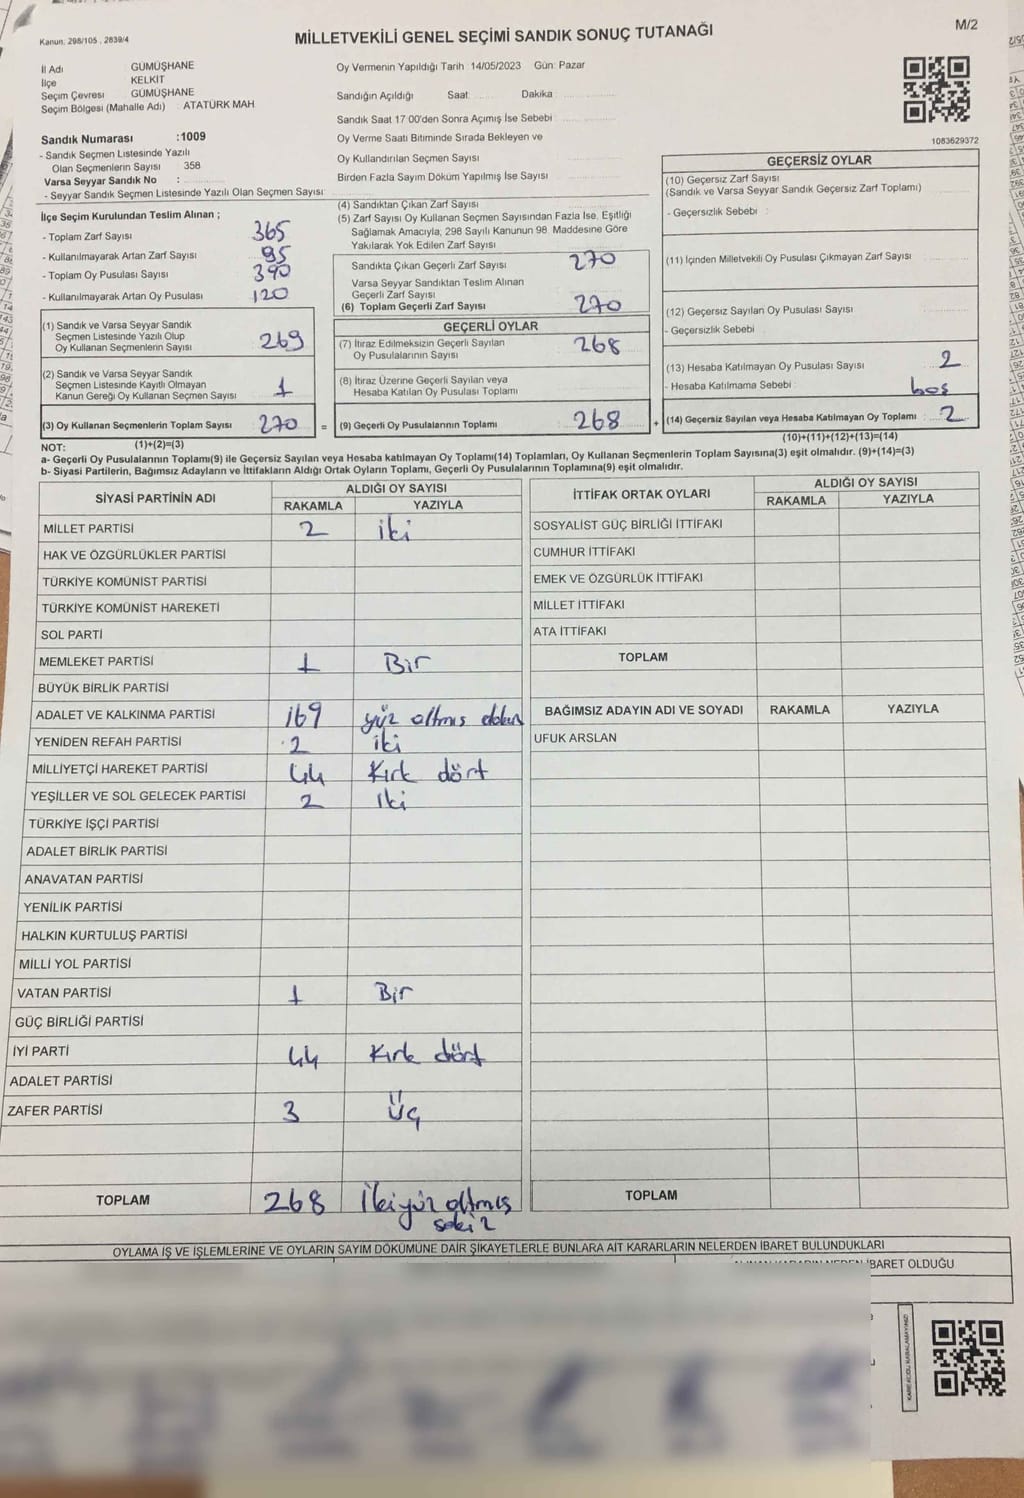 M/2
Kanun: 298/105 , 2839/4
MİLLETVEKİLİ GENEL SEÇİMİ SANDIK SONUÇ TUTANAĞI
İl Adı GÜMÜŞHANE
İlçe KELKİT
Seçim Çevresi GÜMÜŞHANE
Seçim Bölgesi (Mahalle Adı) : ATATÜRK MAH
Sandık Numarası :1009
- Sandık Seçmen Listesinde Yazılı
Olan Seçmenlerin Sayısı : 358
Varsa Seyyar Sandık No :
- Seyyar Sandık Seçmen Listesinde Yazılı Olan Seçmen Sayısı
Oy Vermenin Yapıldığı Tarih 14/05/2023 Gün: Pazar
Sandığın Açıldığı Saat Dakika
Sandık Saat 17 00'den Sonra Açımış İse Sebebi
Oy Verme Saati Bitiminde Sırada Bekleyen ve
Oy Kullandırılan Seçmen Sayısı
Birden Fazla Sayım Döküm Yapılmış İse Sayısı
1083629372
İlçe Seçim Kurulundan Teslim Alınan ;
- Toplam Zarf Sayısı 365
- Kullanılmayarak Artan Zarf Sayısı 95
- Toplam Oy Pusulası Sayısı 390
- Kullanılmayarak Artan Oy Pusulası 120
(1) Sandık ve Varsa Seyyar Sandık
Seçmen Listesinde Yazılı Olup
Oy Kullanan Seçmenlerin Sayısı 269
(2) Sandık ve Varsa Seyyar Sandık
Seçmen Listesinde Kayıtlı Olmayan
Kanun Gereği Oy Kullanan Seçmen Sayısı 1
(3) Oy Kullanan Seçmenlerin Toplam Sayısı 270 =
(4) Sandıktan Çıkan Zarf Sayısı
(5) Zarf Sayısı Oy Kullanan Seçmen Sayısından Fazla İse, Eşitliği
Sağlamak Amacıyla, 298 Sayılı Kanunun 98. Maddesine Göre
Yakılarak Yok Edilen Zarf Sayısı
Sandıkta Çıkan Geçerli Zarf Sayısı 270
Varsa Seyyar Sandıktan Teslim Alınan
Geçerli Zarf Sayısı
(6) Toplam Geçerli Zarf Sayısı 270
GEÇERLİ OYLAR
(7) İtiraz Edilmeksizin Geçerli Sayılan
Oy Pusulalarının Sayısı 268
(8) İtiraz Üzerine Geçerli Sayılan veya
Hesaba Katılan Oy Pusulası Toplamı
(9) Geçerli Oy Pusulalarının Toplamı 268 +
GEÇERSİZ OYLAR
(10) Geçersiz Zarf Sayısı
(Sandık ve Varsa Seyyar Sandık Geçersiz Zarf Toplamı)
- Geçersizlik Sebebi :
(11) İçinden Milletvekili Oy Pusulası Çıkmayan Zarf Sayısı
(12) Geçersiz Sayılan Oy Pusulası Sayısı
- Geçersizlik Sebebi
(13) Hesaba Katılmayan Oy Pusulası Sayısı 2
- Hesaba Katılmama Sebebi : boş
(14) Geçersiz Sayılan veya Hesaba Katılmayan Oy Toplamı 2
(1)+(2)=(3)
(10)+(11)+(12)+(13)=(14)
NOT:
a- Geçerli Oy Pusulalarının Toplamı(9) ile Geçersiz Sayılan veya Hesaba katılmayan Oy Toplamı(14) Toplamları, Oy Kullanan Seçmenlerin Toplam Sayısına(3) eşit olmalıdır. (9)+(14)=(3)
b- Siyasi Partilerin, Bağımsız Adayların ve İttifakların Aldığı Ortak Oyların Toplamı, Geçerli Oy Pusulalarının Toplamına(9) eşit olmalıdır.
SİYASİ PARTİNİN ADI ALDIĞI OY SAYISI
RAKAMLA YAZIYLA
MİLLET PARTİSİ 2 iki
HAK VE ÖZGÜRLÜKLER PARTİSİ
TÜRKİYE KOMÜNİST PARTİSİ
TÜRKİYE KOMÜNİST HAREKETİ
SOL PARTİ
MEMLEKET PARTİSİ 1 Bir
BÜYÜK BİRLİK PARTİSİ
ADALET VE KALKINMA PARTİSİ 169 yüz altmış dokuz
YENİDEN REFAH PARTİSİ 2 iki
MİLLİYETÇİ HAREKET PARTİSİ 44 Kırk dört
YEŞİLLER VE SOL GELECEK PARTİSİ 2 iki
TÜRKİYE İŞÇİ PARTİSİ
ADALET BİRLİK PARTİSİ
ANAVATAN PARTİSİ
YENİLİK PARTİSİ
HALKIN KURTULUŞ PARTİSİ
MİLLİ YOL PARTİSİ
VATAN PARTİSİ 1 Bir
GÜÇ BİRLİĞİ PARTİSİ
İYİ PARTİ 44 Kırk dört
ADALET PARTİSİ
ZAFER PARTİSİ 3 Üç
TOPLAM 268 İkiyüz altmış
sekiz
İTTİFAK ORTAK OYLARI ALDIĞI OY SAYISI
RAKAMLA YAZIYLA
SOSYALİST GÜÇ BİRLİĞİ İTTİFAKI
CUMHUR İTTİFAKI
EMEK VE ÖZGÜRLÜK İTTİFAKI
MİLLET İTTİFAKI
ATA İTTİFAKI
TOPLAM
BAĞIMSIZ ADAYIN ADI VE SOYADI RAKAMLA YAZIYLA
UFUK ARSLAN
TOPLAM
OYLAMA İŞ VE İŞLEMLERİNE VE OYLARIN SAYIM DÖKÜMÜNE DAİR ŞİKAYETLERLE BUNLARA AİT KARARLARIN NELERDEN İBARET BULUNDUKLARI
İBARET OLDUĞU
KARE KODU KARALAMAYINIZ!